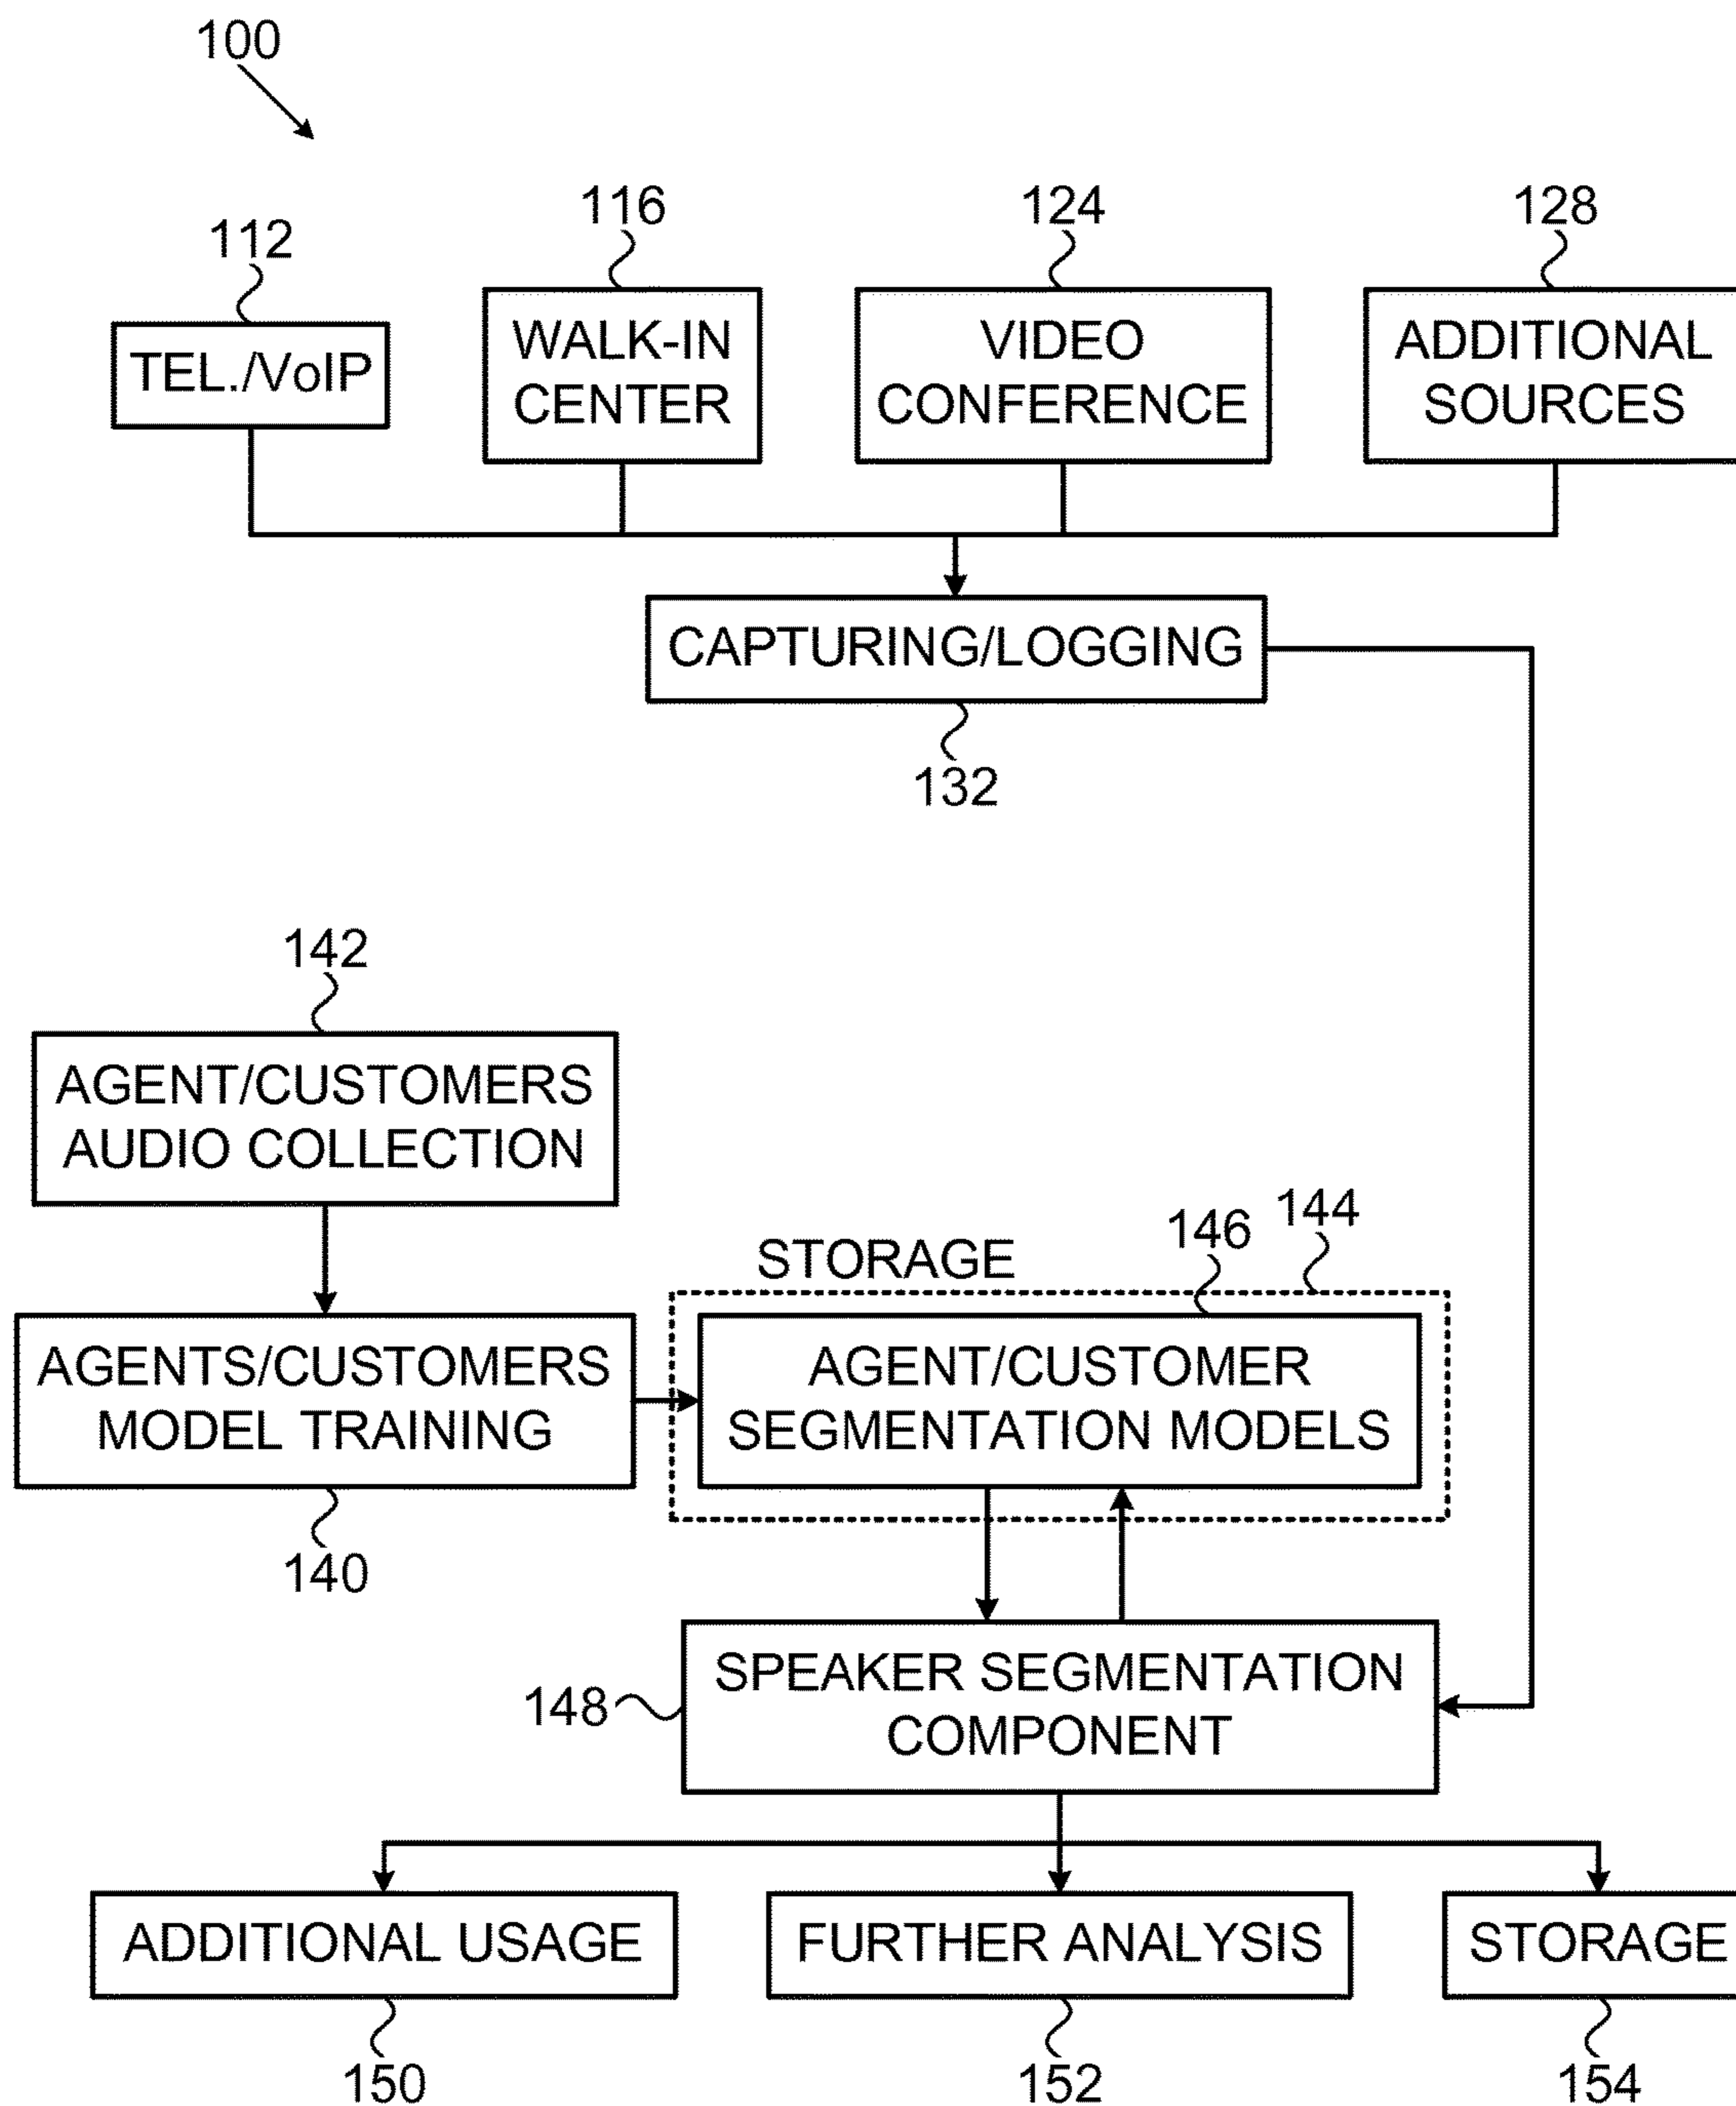 100
112
116
124
128
TEL./VoIP
WALK-IN
CENTER
VIDEO
CONFERENCE
ADDITIONAL
SOURCES
CAPTURING/LOGGING
132
142
AGENT/CUSTOMERS
AUDIO COLLECTION
STORAGE
146
144
AGENTS/CUSTOMERS
MODEL TRAINING
140
AGENT/CUSTOMER
SEGMENTATION MODELS
148
SPEAKER SEGMENTATION
COMPONENT
ADDITIONAL USAGE
FURTHER ANALYSIS
STORAGE
150
152
154